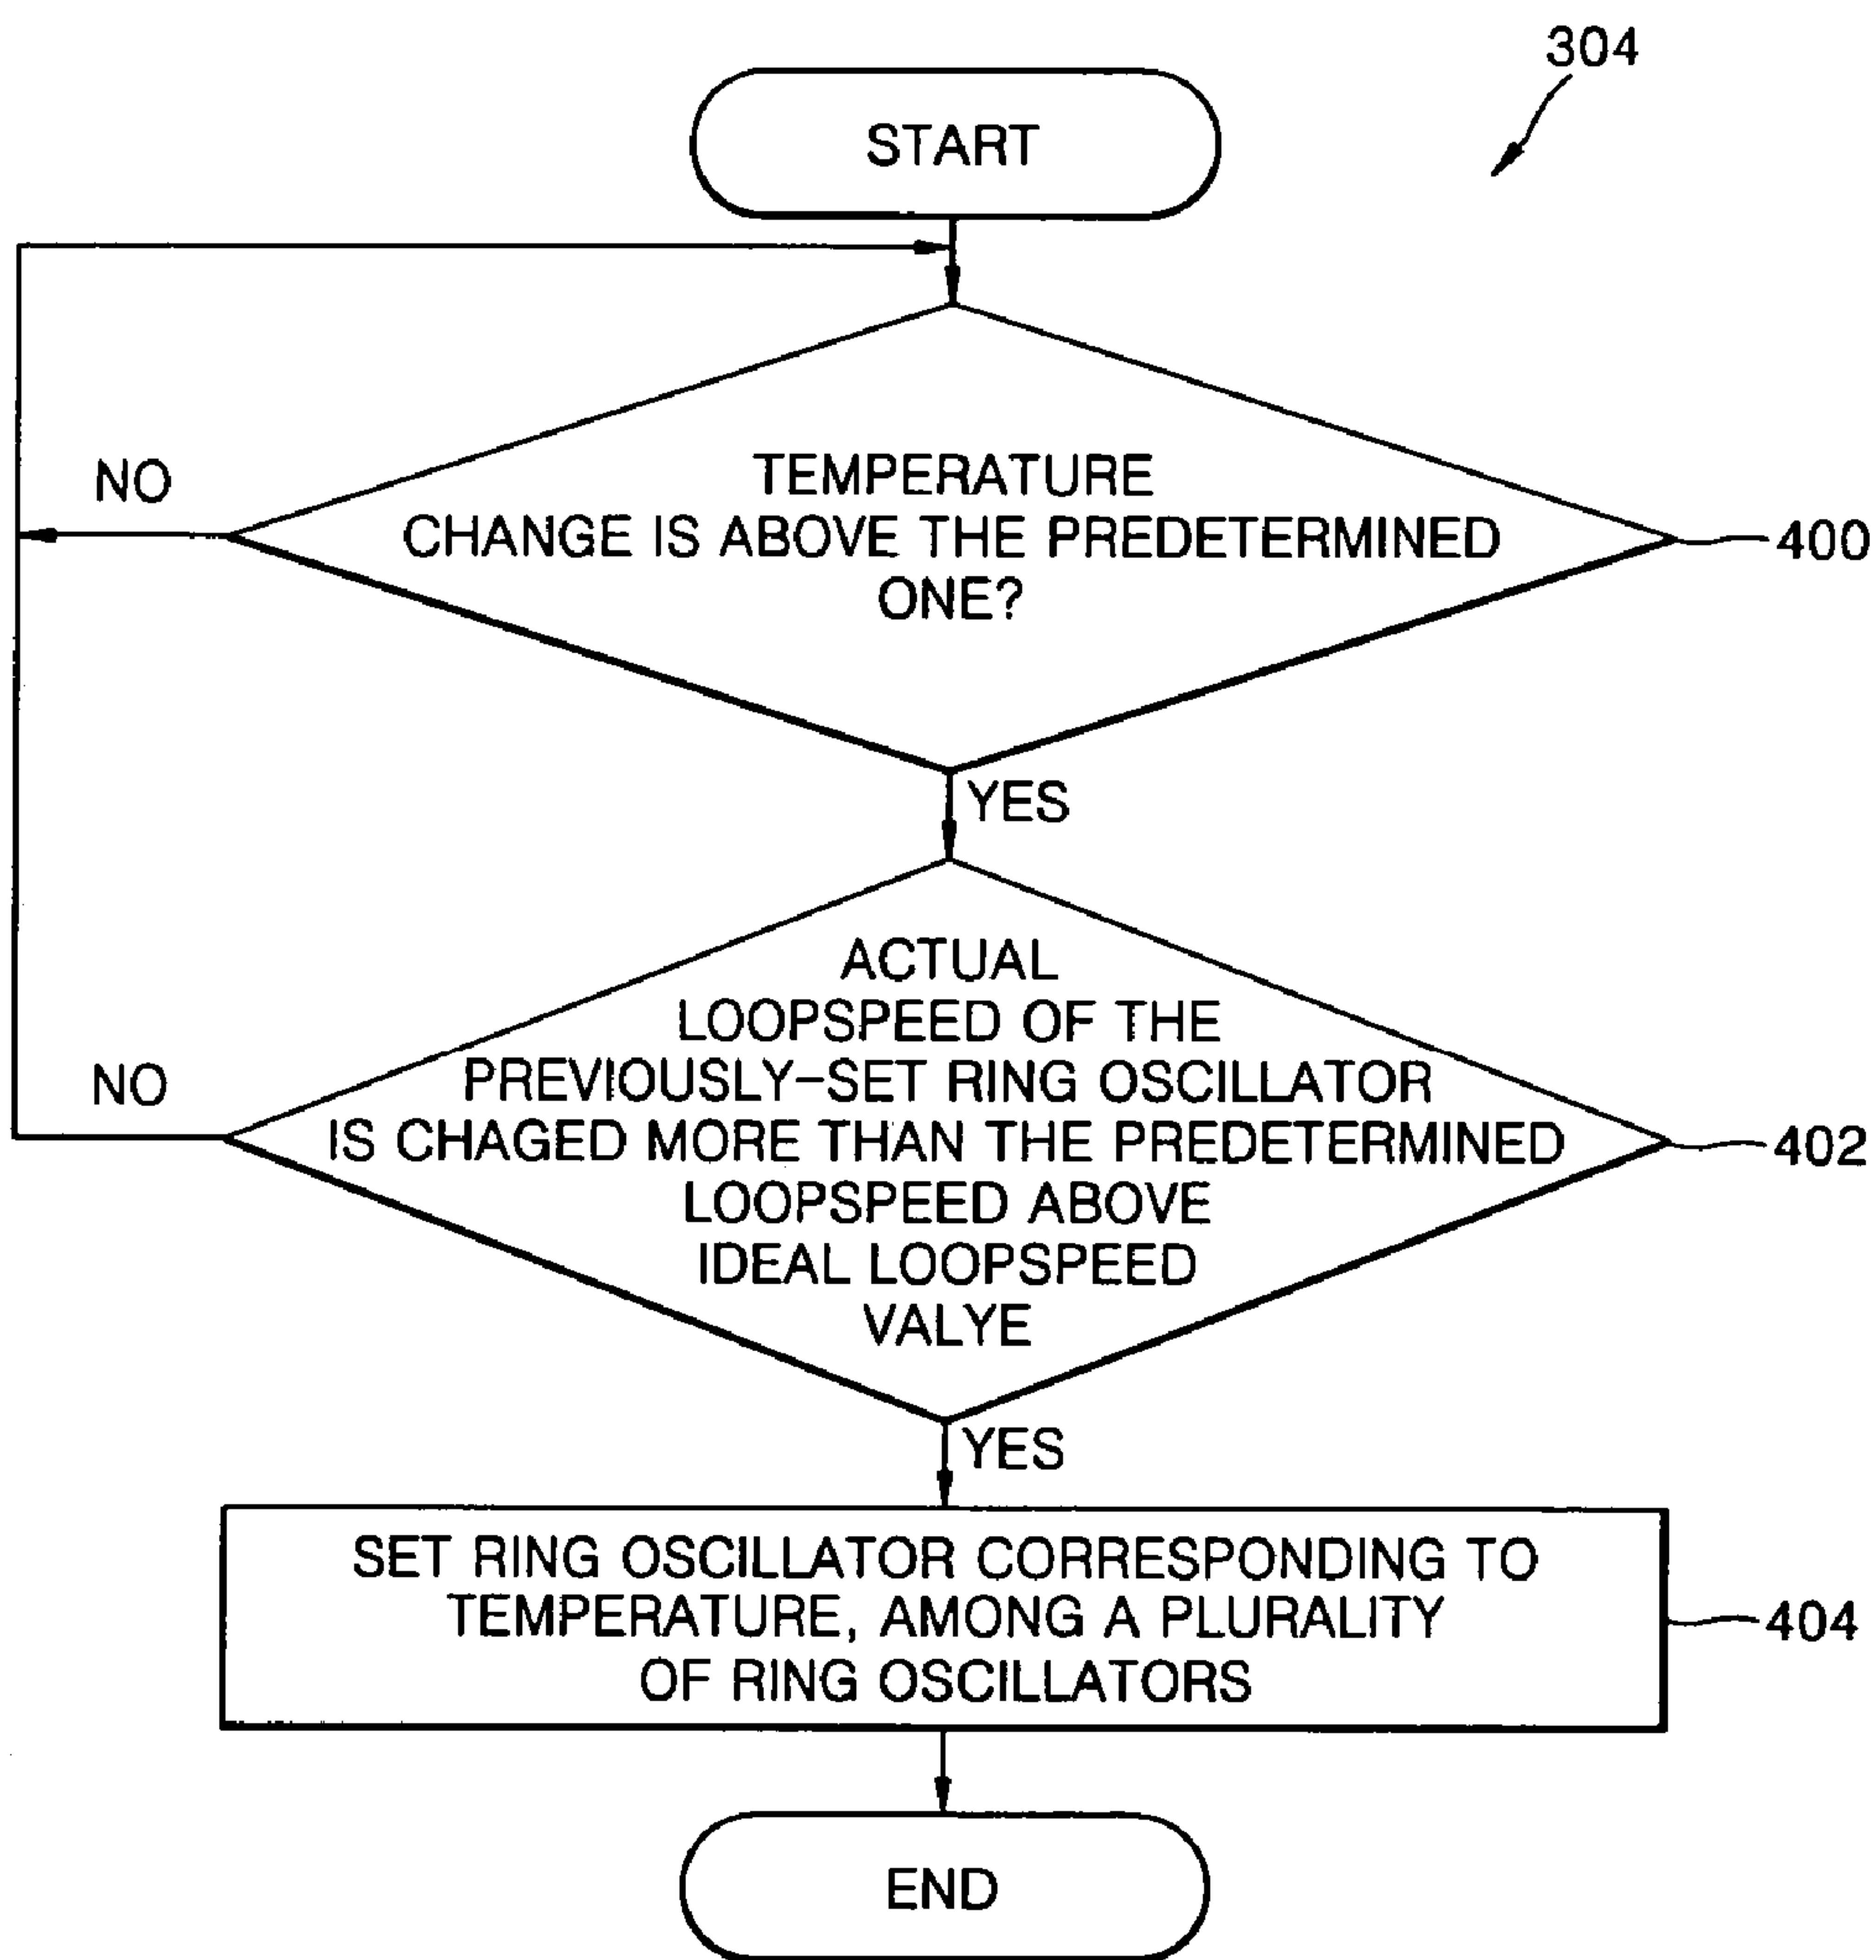 304
START
TEMPERATURE
CHANGE IS ABOVE THE PREDETERMINED
ONE?
NO
400
YES
ACTUAL
LOOPSPEED OF THE
PREVIOUSLY-SET RING OSCILLATOR
IS CHAGED MORE THAN THE PREDETERMINED
LOOPSPEED ABOVE
IDEAL LOOPSPEED
VALYE
NO
402
YES
SET RING OSCILLATOR CORRESPONDING TO
TEMPERATURE, AMONG A PLURALITY
OF RING OSCILLATORS
404
END